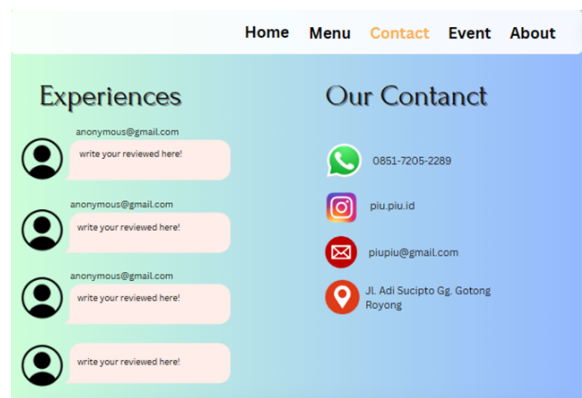 Home Menu Contact Event About
Experiences
anonymous@gmail.com
write your reviewed here!
anonymous@gmail.com
write your reviewed here!
anonymous@gmail.com
write your reviewed here!
write your reviewed here!
Our Contanct
0851-7205-2289
piu.piu.id
piupiu@gmail.com
Jl. Adi Sucipto Gg. Gotong
Royong